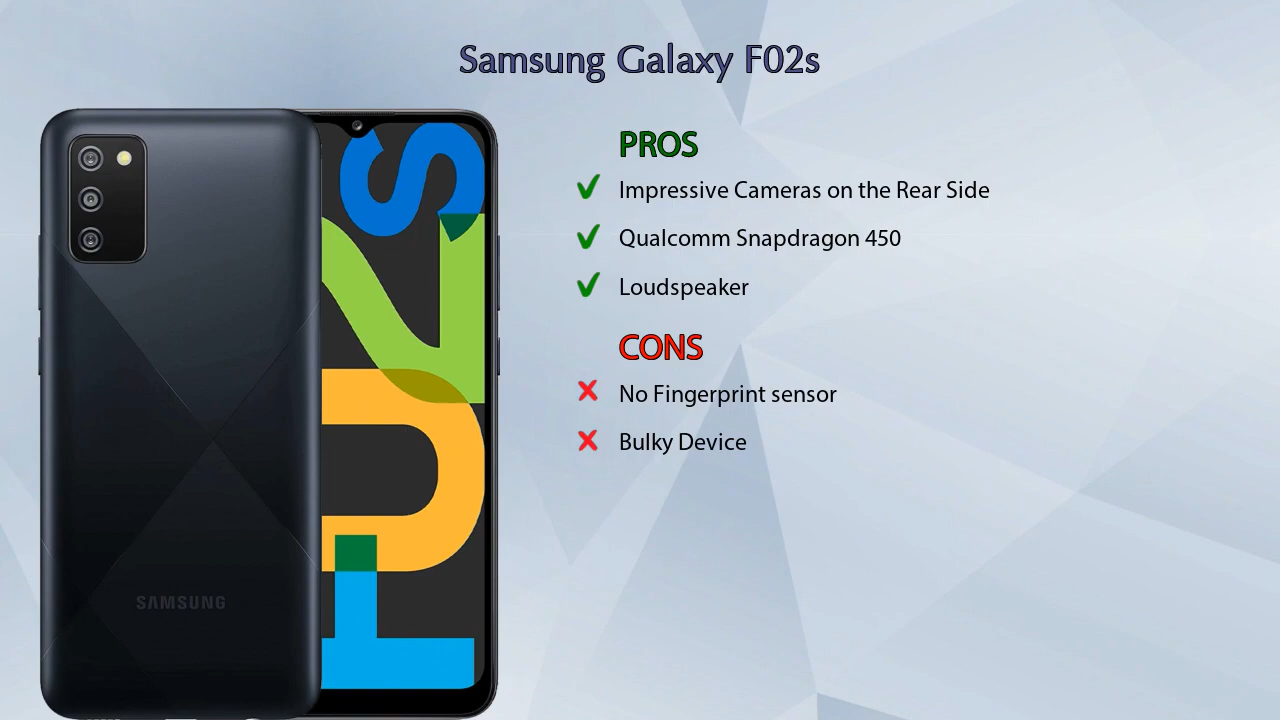 Samsung Galaxy F02s
PROS
Impressive Cameras on the Rear Side
Qualcomm Snapdragon 450
Loudspeaker
CONS
No Fingerprint sensor
Bulky Device
SAMSUNG
F02s